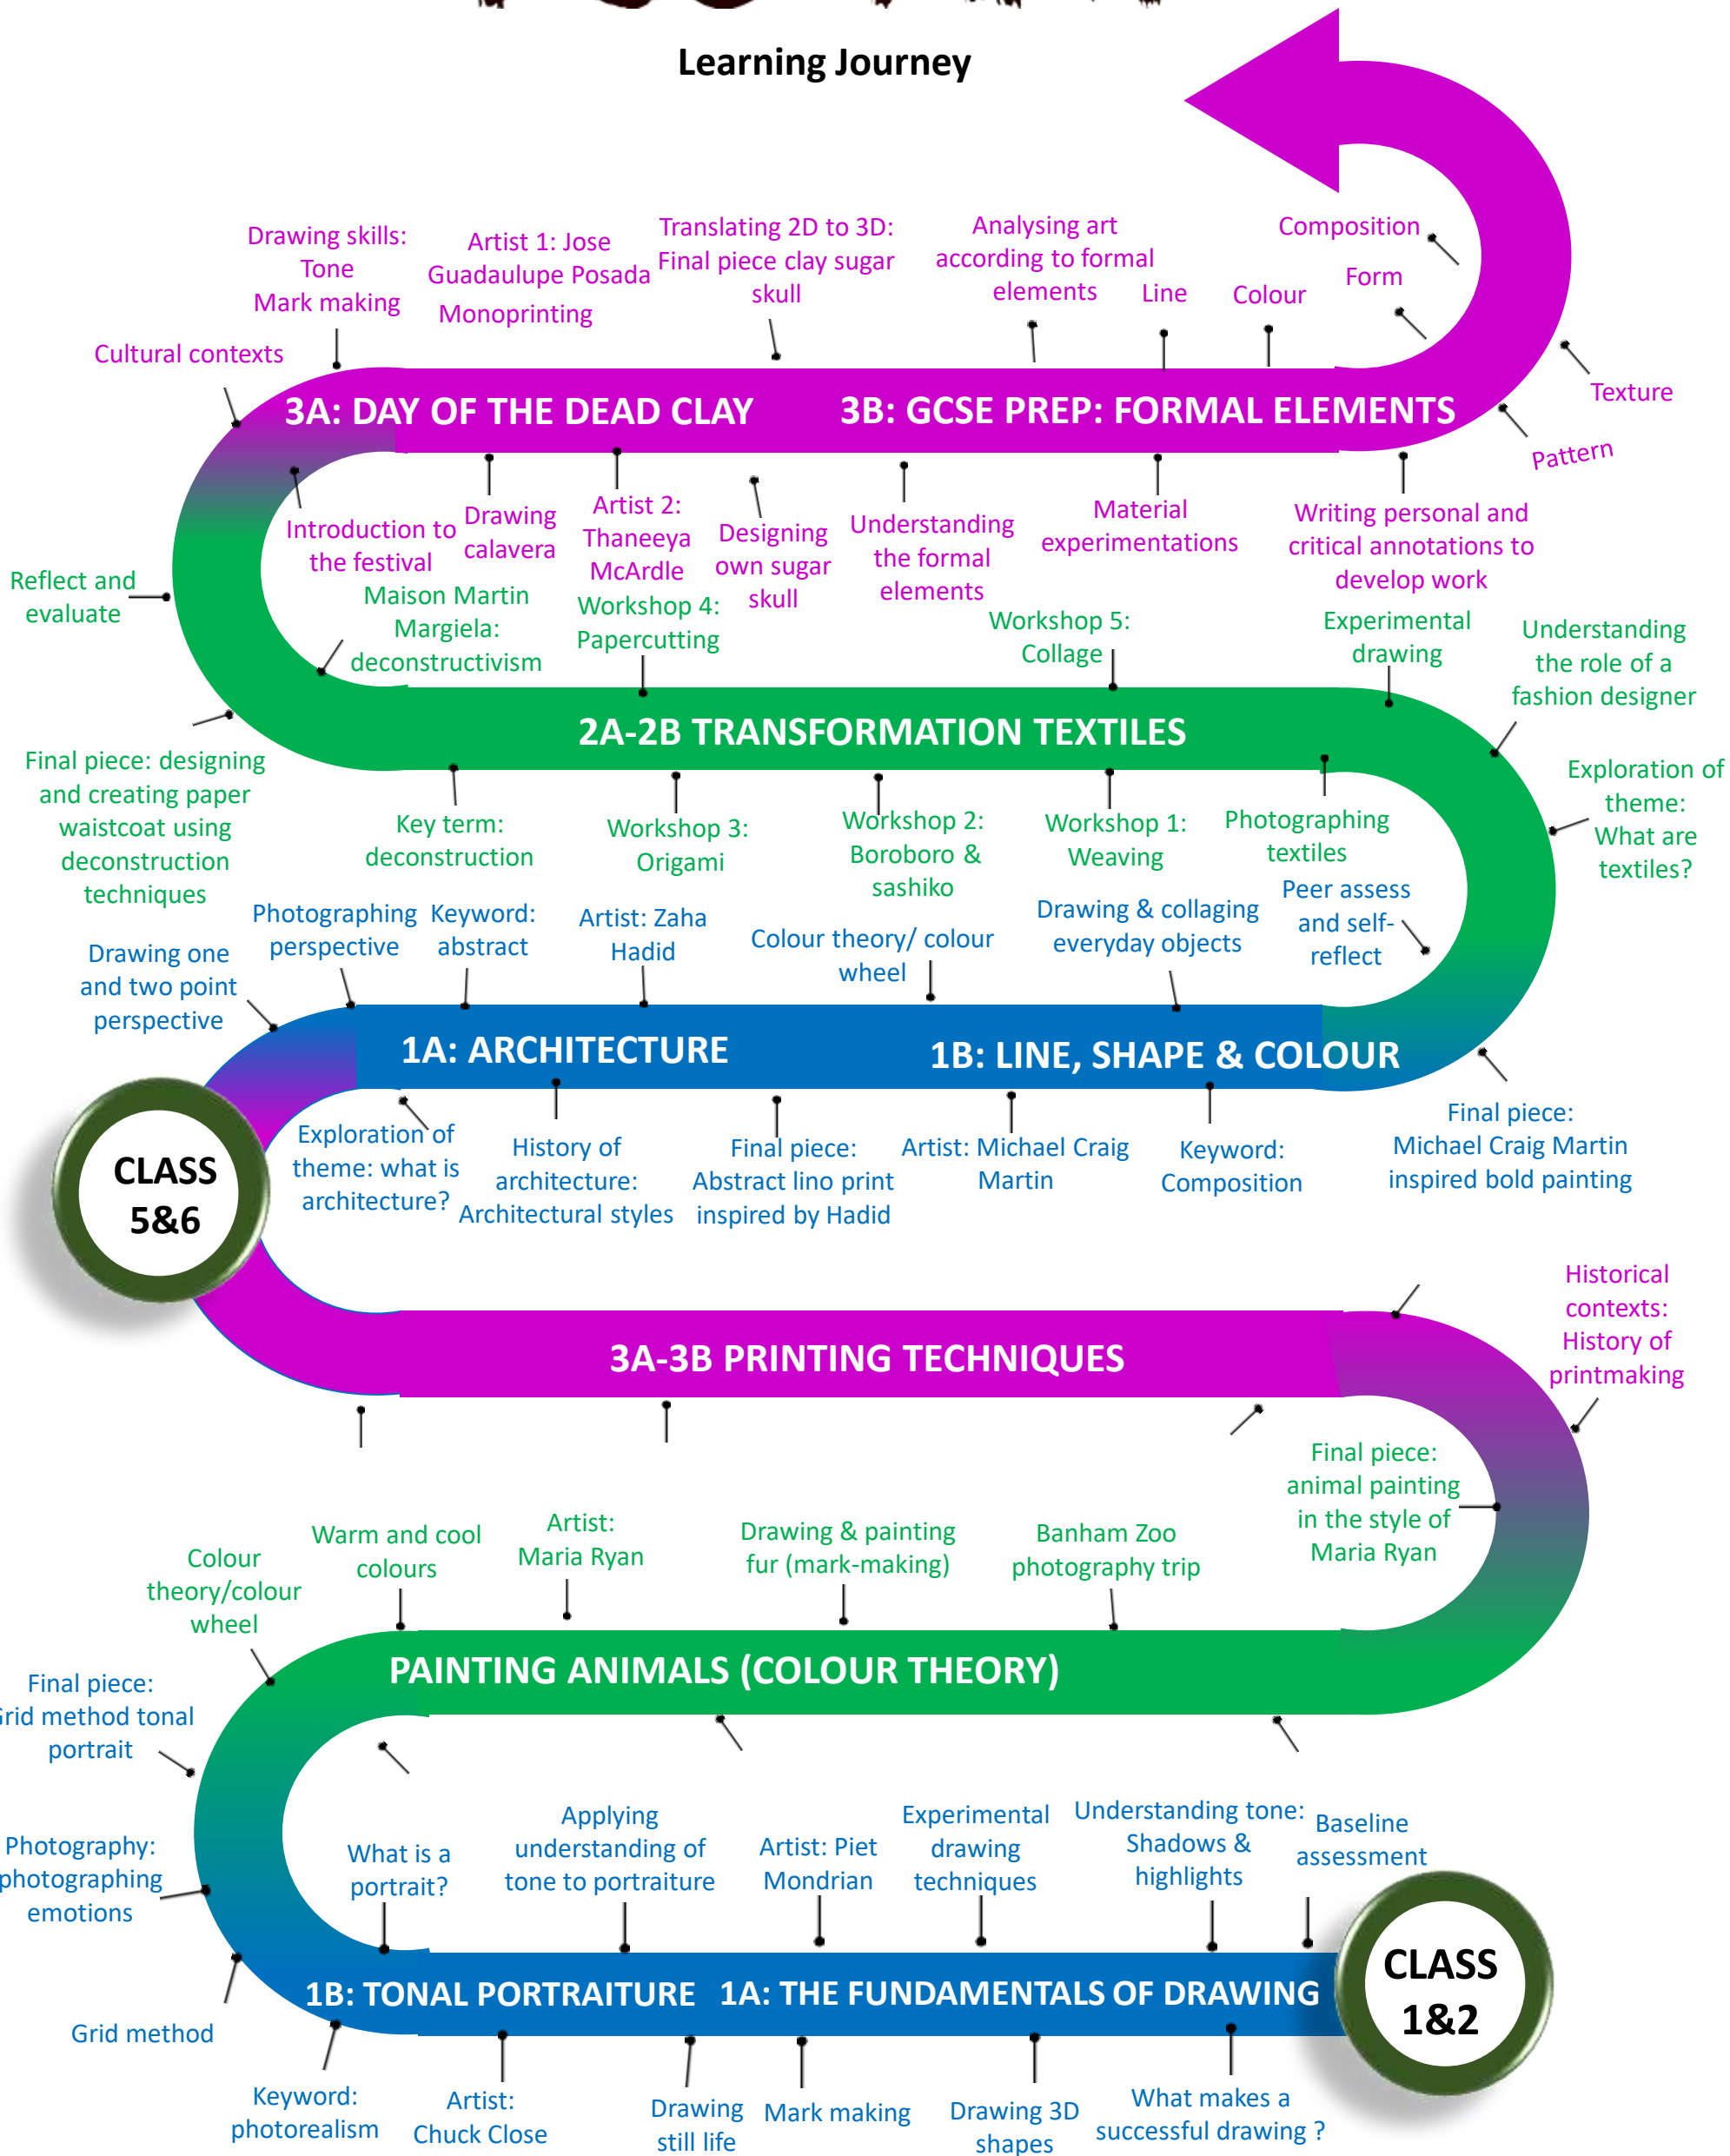 Learning Journey
Drawing skills:
Tone
Mark making
Artist 1: Jose
Guadaulupe Posada
Monoprinting
Translating 2D to 3D:
Final piece clay sugar
skull
Analysing art
according to formal
elements
Line
Colour
Composition
Form
Cultural contexts
Texture
Pattern
3A: DAY OF THE DEAD CLAY
3B: GCSE PREP: FORMAL ELEMENTS
Introduction to
the festival
Drawing
calavera
Artist 2:
Thaneeya
McArdle
Designing
own sugar
skull
Understanding
the formal
elements
Material
experimentations
Writing personal and
critical annotations to
develop work
Reflect and
evaluate
Maison Martin
Margiela:
deconstructivism
Workshop 4:
Papercutting
Workshop 5:
Collage
Experimental
drawing
Understanding
the role of a
fashion designer
2A-2B TRANSFORMATION TEXTILES
Final piece: designing
and creating paper
waistcoat using
deconstruction
techniques
Key term:
deconstruction
Workshop 3:
Origami
Workshop 2:
Boroboro &
sashiko
Workshop 1:
Weaving
Photographing
textiles
Exploration of
theme:
What are
textiles?
Drawing one
and two point
perspective
Photographing
perspective
Keyword:
abstract
Artist: Zaha
Hadid
Colour theory/ colour
wheel
Drawing & collaging
everyday objects
Peer assess
and self-
reflect
1A: ARCHITECTURE
1B: LINE, SHAPE & COLOUR
CLASS
5&6
Exploration of
theme: what is
architecture?
History of
architecture:
Architectural styles
Final piece:
Abstract lino print
inspired by Hadid
Artist: Michael Craig
Martin
Keyword:
Composition
Final piece:
Michael Craig Martin
inspired bold painting
3A-3B PRINTING TECHNIQUES
Historical
contexts:
History of
printmaking
Final piece:
animal painting
in the style of
Maria Ryan
Colour
theory/colour
wheel
Warm and cool
colours
Artist:
Maria Ryan
Drawing & painting
fur (mark-making)
Banham Zoo
photography trip
PAINTING ANIMALS (COLOUR THEORY)
Final piece:
Grid method tonal
portrait
Photography:
photographing
emotions
Grid method
What is a
portrait?
Applying
understanding of
tone to portraiture
Artist: Piet
Mondrian
Experimental
drawing
techniques
Understanding tone:
Shadows &
highlights
Baseline
assessment
1B: TONAL PORTRAITURE
1A: THE FUNDAMENTALS OF DRAWING
CLASS
1&2
Keyword:
photorealism
Artist:
Chuck Close
Drawing
still life
Mark making
Drawing 3D
shapes
What makes a
successful drawing ?